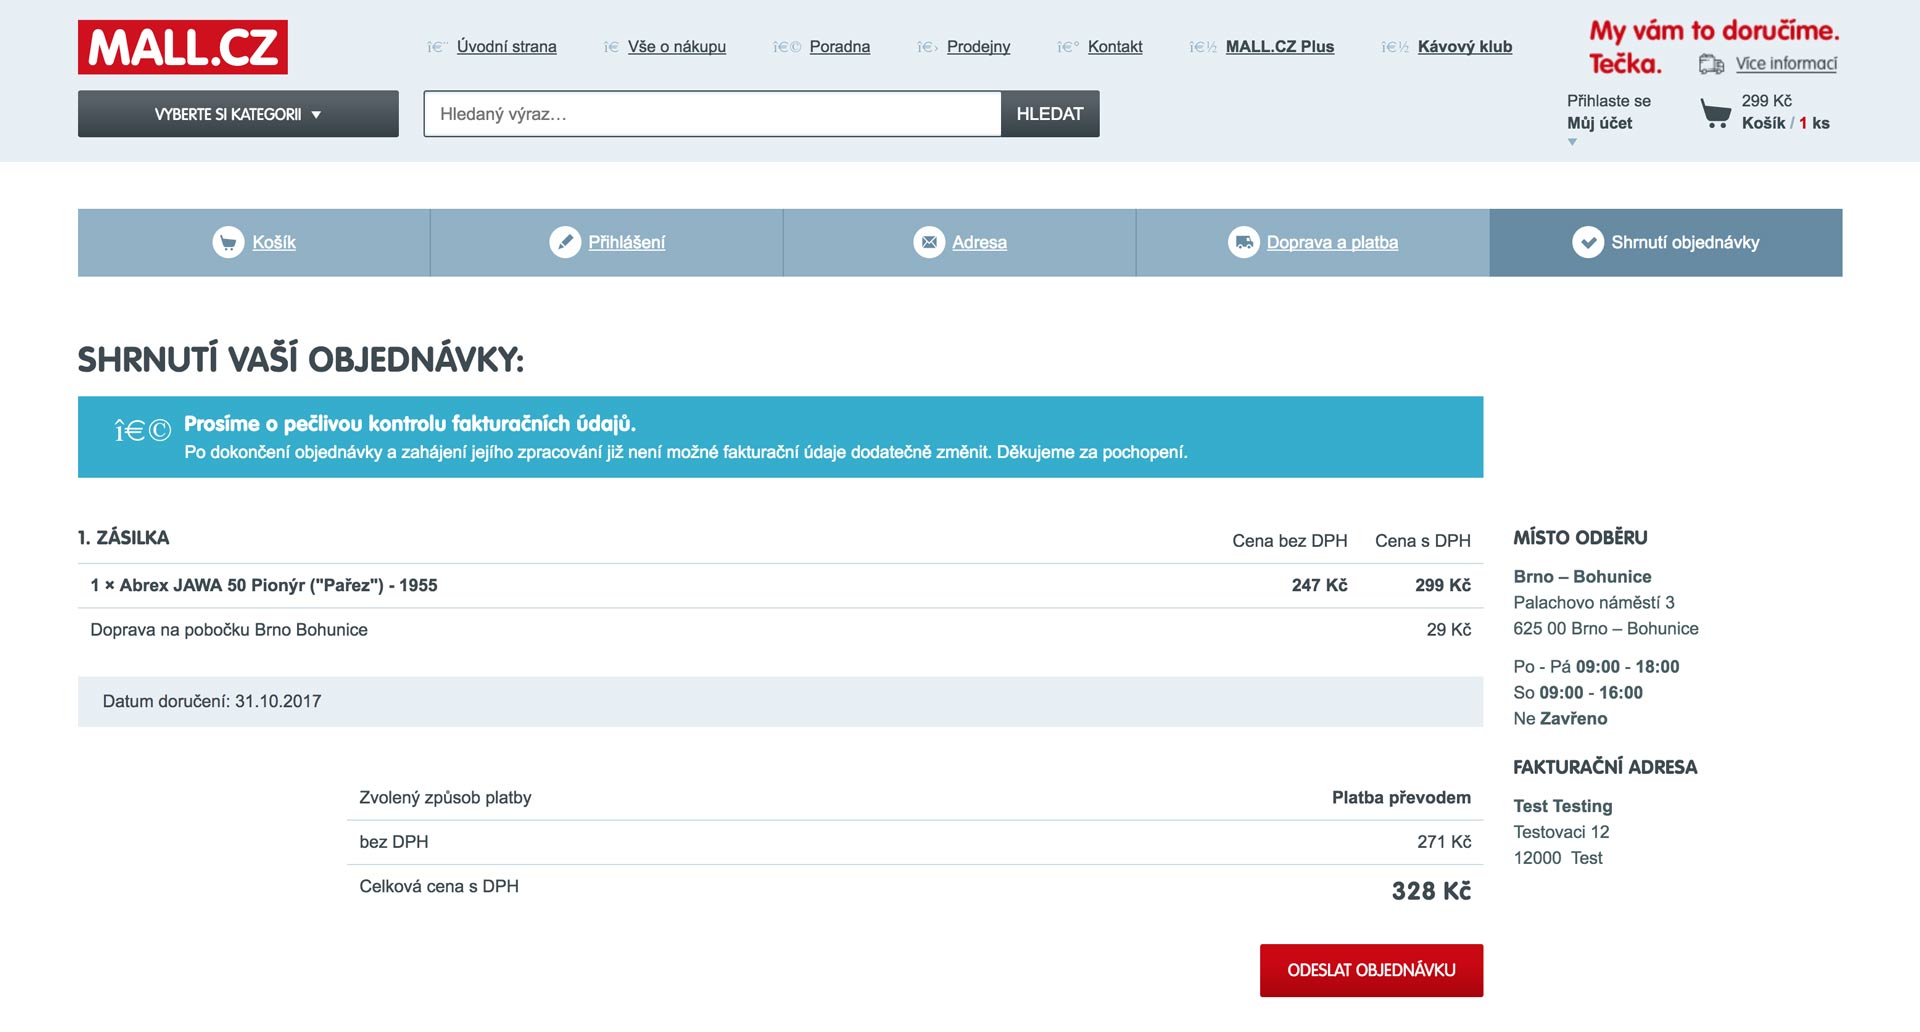 MALL.CZ
î€¨ Úvodní strana
î€ Vše o nákupu
î€© Poradna
î€› Prodejny
î€° Kontakt
î€½ MALL.CZ Plus
î€½ Kávový klub
My vám to doručíme.
Tečka.
Více informací
VYBERTE SI KATEGORII
Hledaný výraz…
HLEDAT
Přihlaste se
Můj účet
299 Kč
Košík / 1 ks
Košík
Přihlášení
Adresa
Doprava a platba
Shrnutí objednávky
SHRNUTÍ VAŠÍ OBJEDNÁVKY:
î€© Prosíme o pečlivou kontrolu fakturačních údajů.
Po dokončení objednávky a zahájení jejího zpracování již není možné fakturační údaje dodatečně změnit. Děkujeme za pochopení.
1. ZÁSILKA Cena bez DPH Cena s DPH
1 × Abrex JAWA 50 Pionýr ("Pařez") - 1955 247 Kč 299 Kč
Doprava na pobočku Brno Bohunice 29 Kč
Datum doručení: 31.10.2017
Zvolený způsob platby Platba převodem
bez DPH 271 Kč
Celková cena s DPH 328 Kč
ODESLAT OBJEDNÁVKU
MÍSTO ODBĚRU
Brno – Bohunice
Palachovo náměstí 3
625 00 Brno – Bohunice
Po - Pá 09:00 - 18:00
So 09:00 - 16:00
Ne Zavřeno
FAKTURAČNÍ ADRESA
Test Testing
Testovaci 12
12000 Test